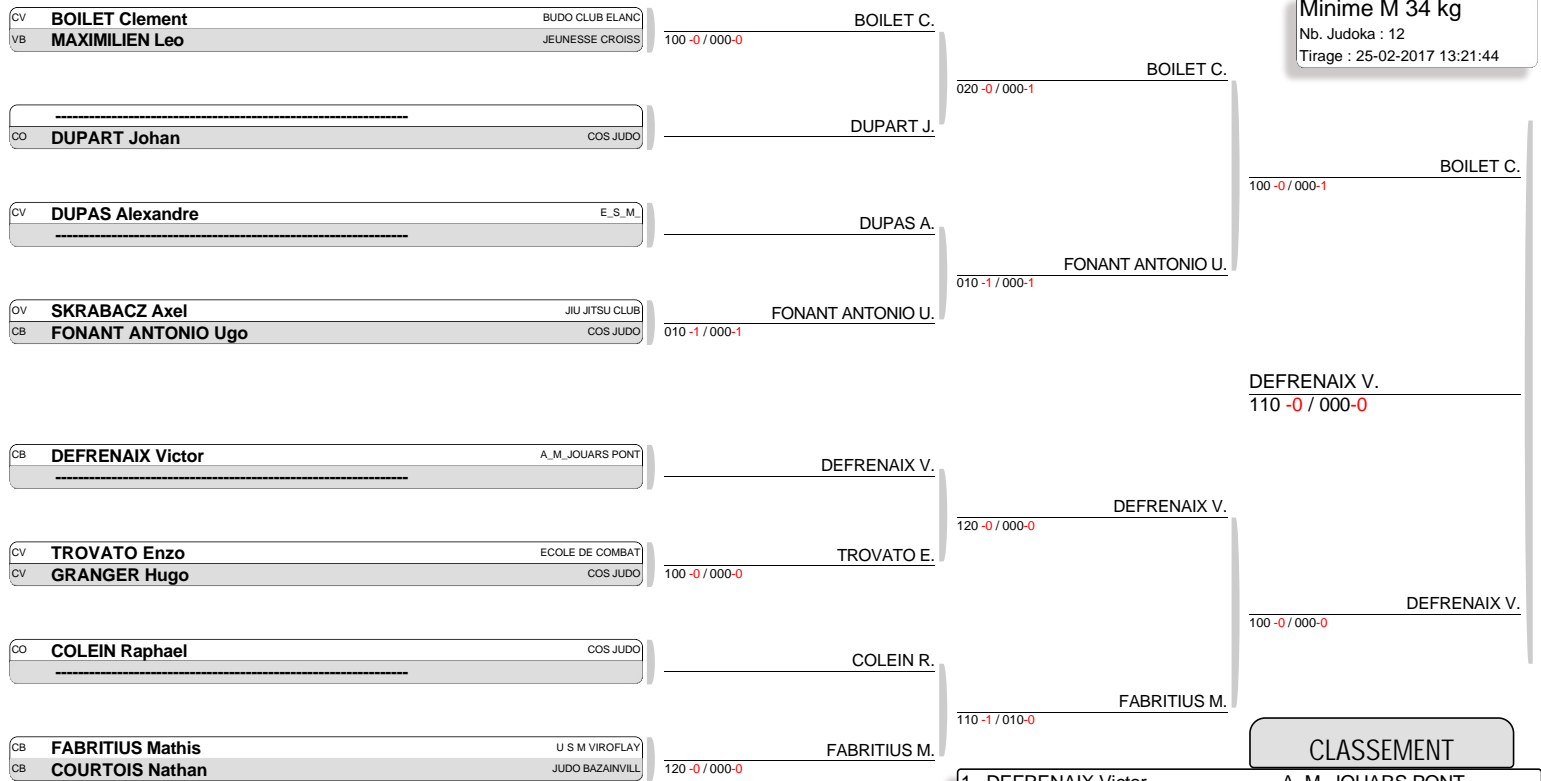 Minime M 34 kg
Nb. Judoka : 12
Tirage : 25-02-2017 13:21:44
CV BOILET Clement BUDO CLUB ELANC
VB MAXIMILIEN Leo JEUNESSE CROISS
BOILET C.
100 -0 / 000-0
BOILET C.
020 -0 / 000-1
----------------------------------------------------------------------
CO DUPART Johan COS JUDO
DUPART J.
BOILET C.
100 -0 / 000-1
CV DUPAS Alexandre E_S_M_
----------------------------------------------------------------------
DUPAS A.
FONANT ANTONIO U.
010 -1 / 000-1
OV SKRABACZ Axel JIU JITSU CLUB
CB FONANT ANTONIO Ugo COS JUDO
FONANT ANTONIO U.
010 -1 / 000-1
DEFRENAIX V.
110 -0 / 000-0
CB DEFRENAIX Victor A_M_JOUARS PONT
----------------------------------------------------------------------
DEFRENAIX V.
DEFRENAIX V.
120 -0 / 000-0
CV TROVATO Enzo ECOLE DE COMBAT
CV GRANGER Hugo COS JUDO
TROVATO E.
100 -0 / 000-0
DEFRENAIX V.
100 -0 / 000-0
CO COLEIN Raphael COS JUDO
----------------------------------------------------------------------
COLEIN R.
FABRITIUS M.
110 -1 / 010-0
CB FABRITIUS Mathis U S M VIROFLAY
CB COURTOIS Nathan JUDO BAZAINVILL
FABRITIUS M.
120 -0 / 000-0
CLASSEMENT
1 DEFRENAIX Victor A_M_JOUARS PONT